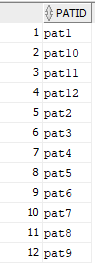 PATID
1 pat1
2 pat10
3 pat11
4 pat12
5 pat2
6 pat3
7 pat4
8 pat5
9 pat6
10 pat7
11 pat8
12 pat9